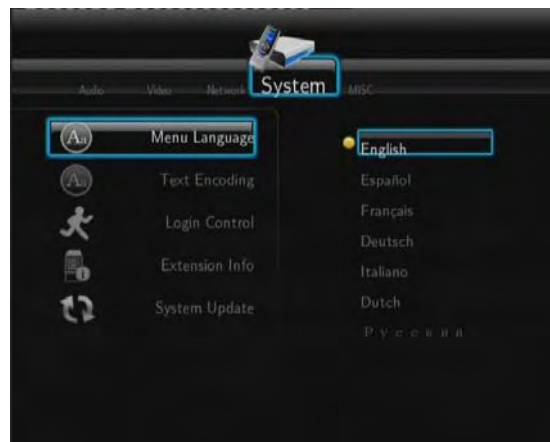 Audio Video Network System MISC
Menu Language
Text Encoding
Login Control
Extension Info
System Update
English
Español
Français
Deutsch
Italiano
Dutch
Русский